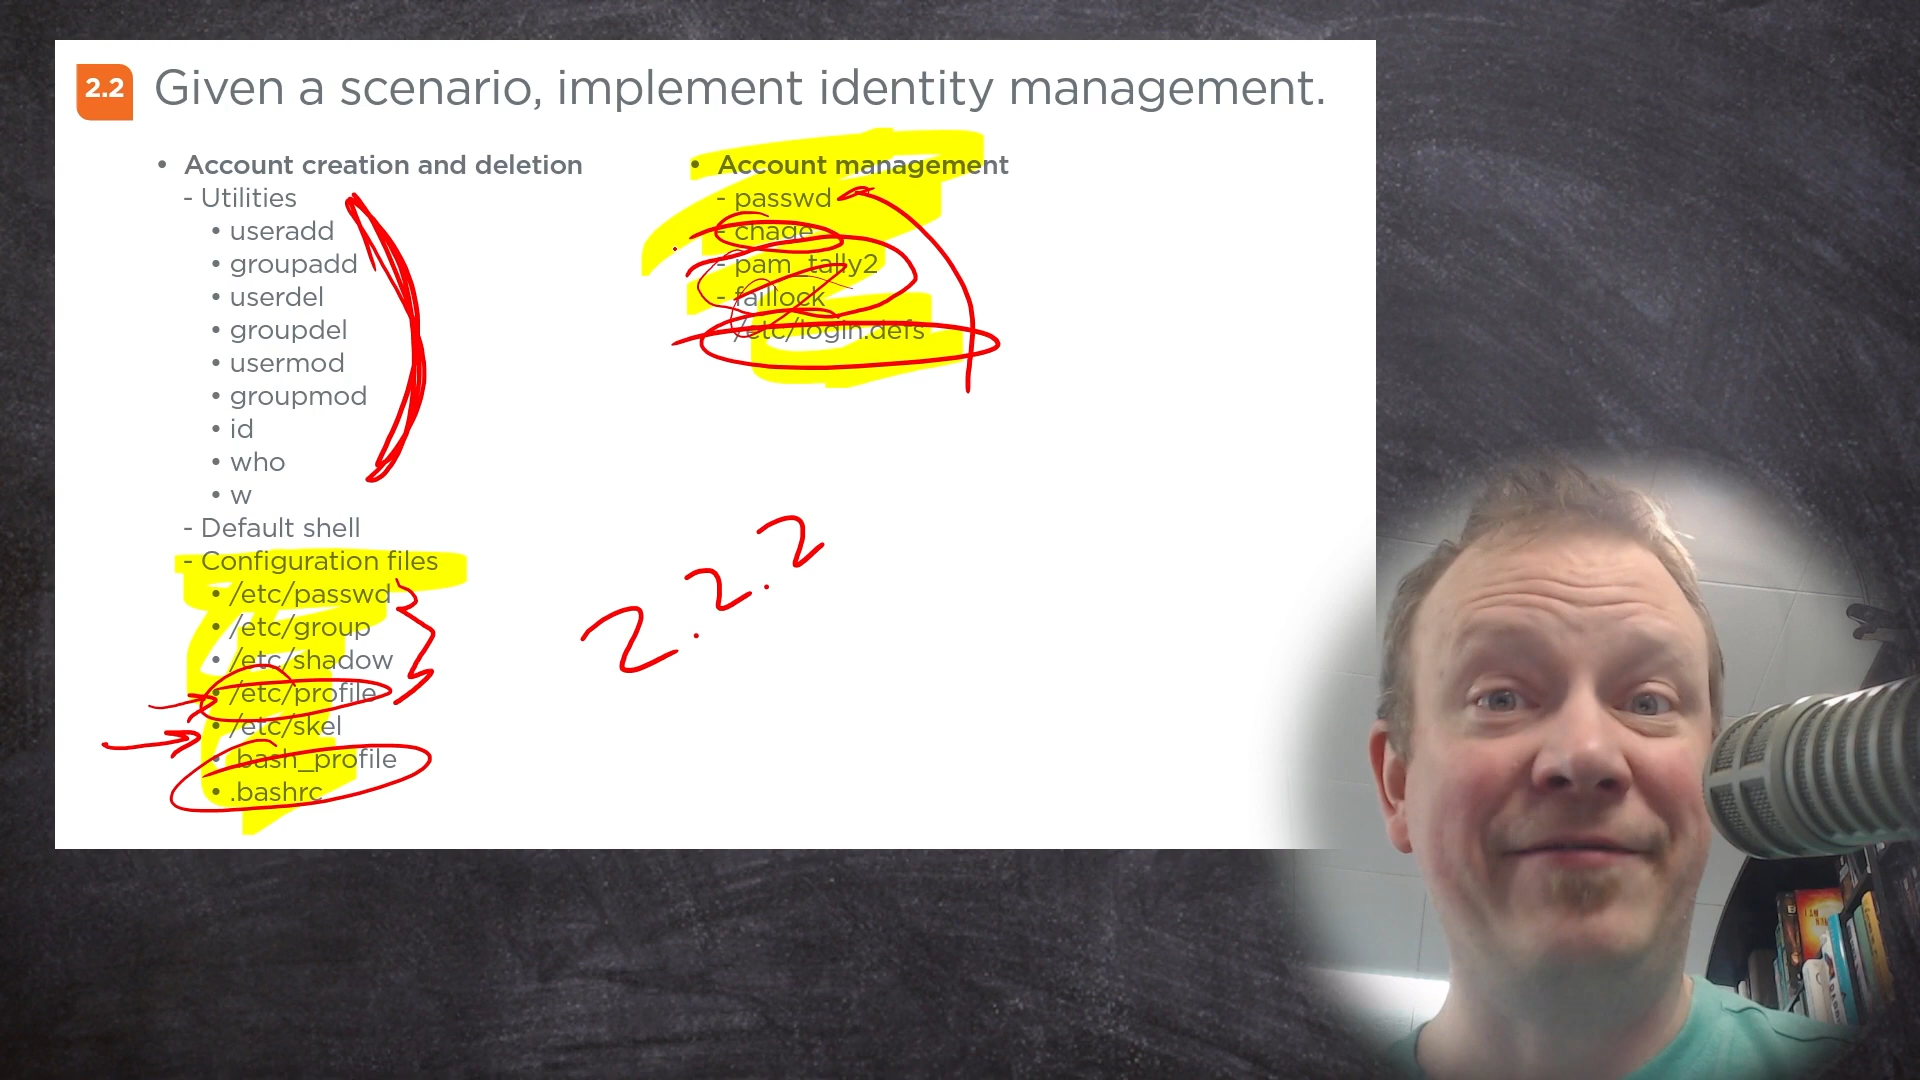 2.2 Given a scenario, implement identity management.
• Account creation and deletion
- Utilities
• useradd
• groupadd
• userdel
• groupdel
• usermod
• groupmod
• id
• who
• w
- Default shell
- Configuration files
• /etc/passwd
• /etc/group
• /etc/shadow
• /etc/profile
• /etc/skel
• .bash_profile
• .bashrc
• Account management
- passwd
- chage
- pam_tally2
- faillock
/etc/login.defs
2.2.2